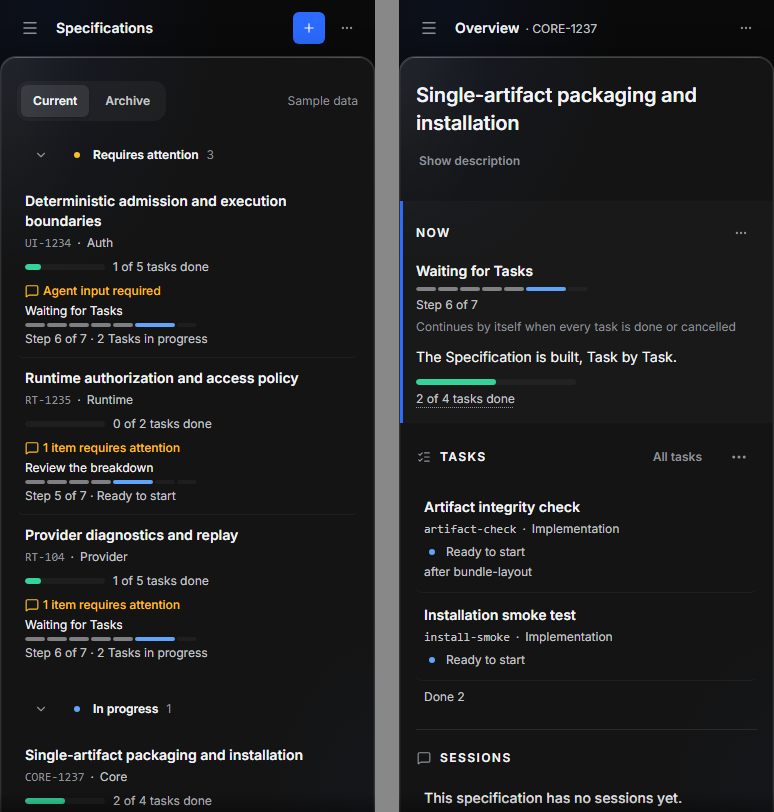 Specifications
Current
Archive
Sample data
Requires attention 3
Deterministic admission and execution
boundaries
UI-1234 · Auth
1 of 5 tasks done
Agent input required
Waiting for Tasks
Step 6 of 7 · 2 Tasks in progress
Runtime authorization and access policy
RT-1235 · Runtime
0 of 2 tasks done
1 item requires attention
Review the breakdown
Step 5 of 7 · Ready to start
Provider diagnostics and replay
RT-104 · Provider
1 of 5 tasks done
1 item requires attention
Waiting for Tasks
Step 6 of 7 · 2 Tasks in progress
In progress 1
Single-artifact packaging and installation
CORE-1237 · Core
2 of 4 tasks done
Overview · CORE-1237
Single-artifact packaging and
installation
Show description
NOW
Waiting for Tasks
Step 6 of 7
Continues by itself when every task is done or cancelled
The Specification is built, Task by Task.
2 of 4 tasks done
TASKS
All tasks
Artifact integrity check
artifact-check · Implementation
Ready to start
after bundle-layout
Installation smoke test
install-smoke · Implementation
Ready to start
Done 2
SESSIONS
This specification has no sessions yet.